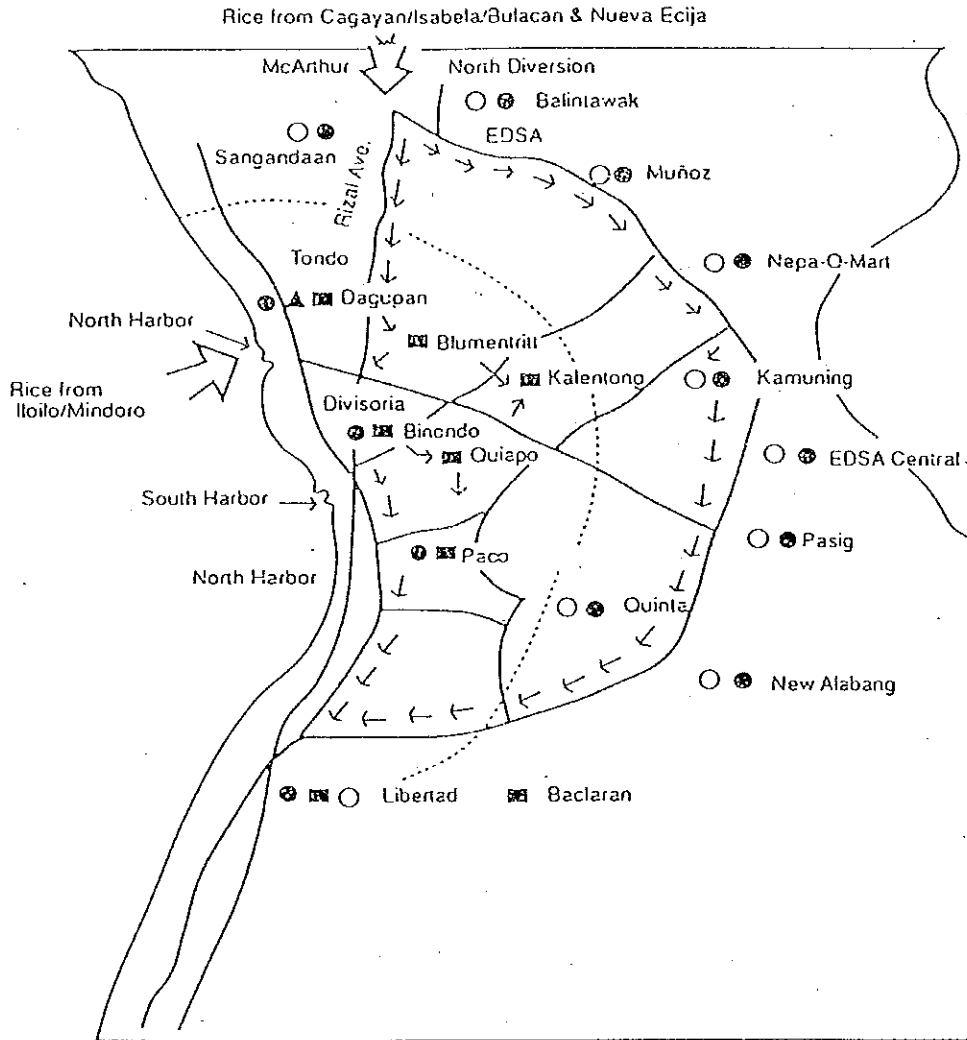 Rice from Cagayan/Isabela/Bulacan & Nueva Ecija
McArthur
North Diversion
Balintawak
EDSA
Sangandaan
Rizal Ave.
Muñoz
Tondo
Nepa-Q-Mart
Dagupan
North Harbor
Blumentritt
Rice from
Iloilo/Mindoro
Kalentong
Kamuning
Divisoria
Binondo
Quiapo
EDSA Central
South Harbor
Pasig
Paco
North Harbor
Quinta
New Alabang
Libertad
Baclaran